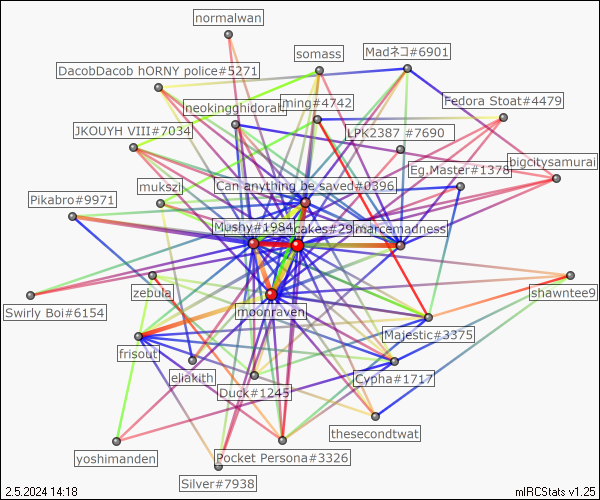 normalwan
somass
Madネコ#6901
DacobDacob hORNY police#5271
Fedora Stoat#4479
neokingghidorah
ming#4742
JKOUYH VIII#7034
LPK2387 #7690
bigcitysamurai
Eg.Master#1378
mukszi
Can anything be saved#0396
Pikabro#9971
Mushy#1984
cakes#29
marcemadness
zebula
shawntee9
Swirly Boi#6154
moonraven
Majestic#3375
frisout
eliakith
Cypha#1717
Duck#1245
thesecondtwat
yoshimanden
Pocket Persona#3326
Silver#7938
2.5.2024 14:18
mIRCStats v1.25